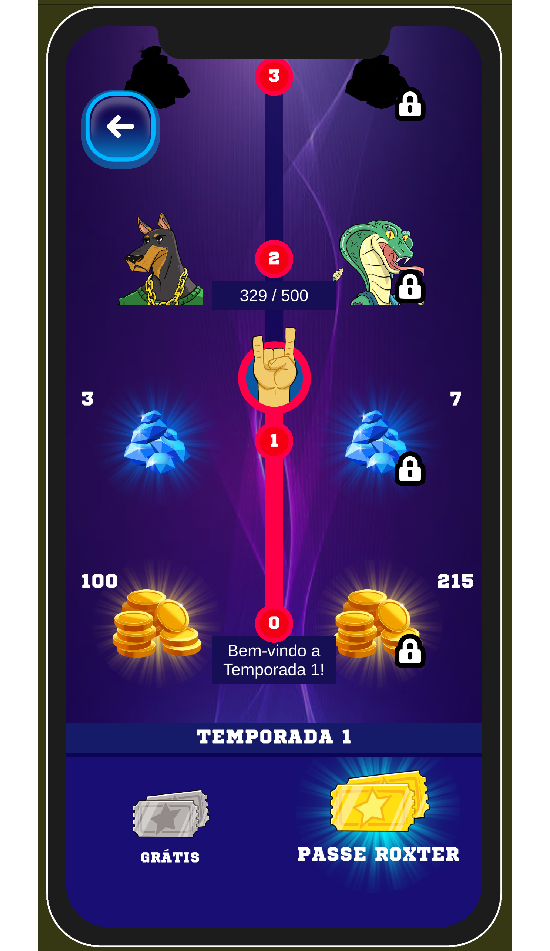 3
2
329 / 500
3
7
1
100
215
0
Bem-vindo a
Temporada 1!
TEMPORADA 1
GRÁTIS
PASSE ROXTER